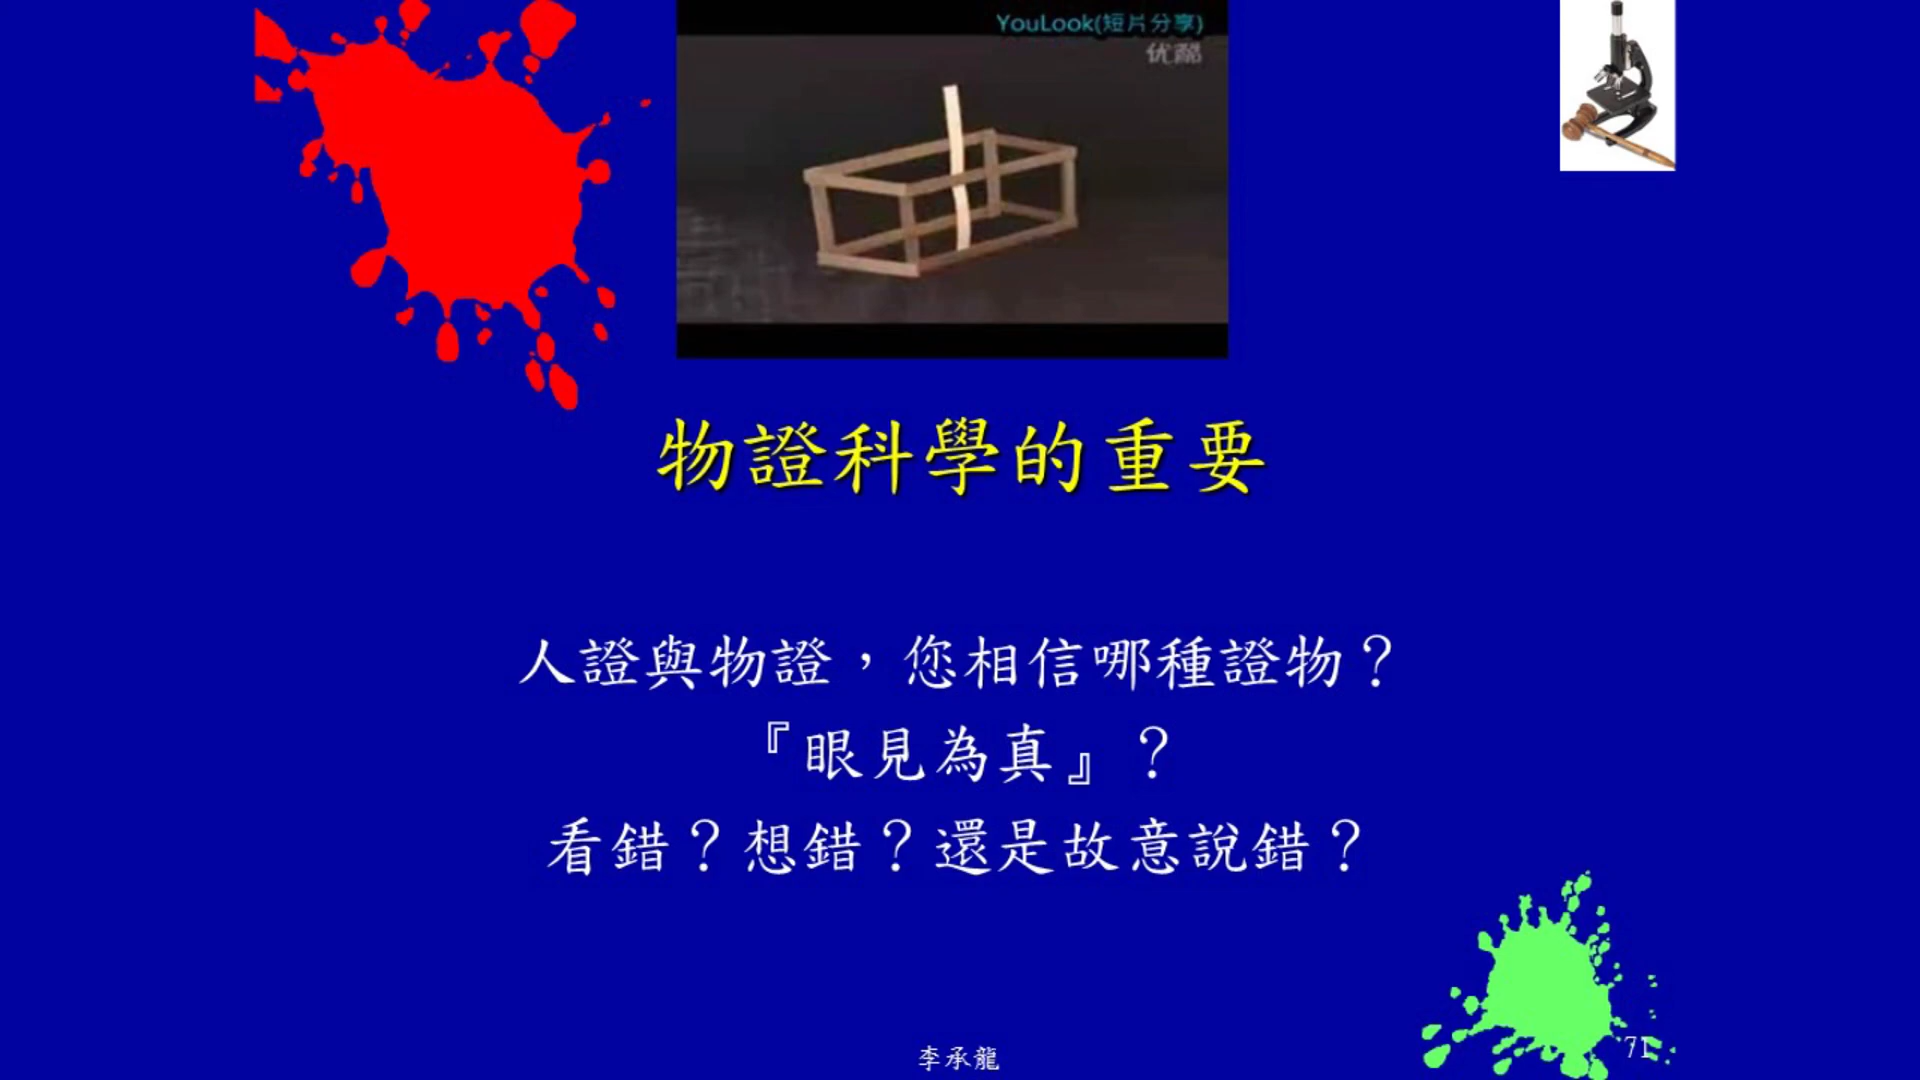 YouLook(短片分享)
优酷
物證科學的重要
人證與物證，您相信哪種證物？
『眼見為真』？
看錯？想錯？還是故意說錯？
李承龍
71